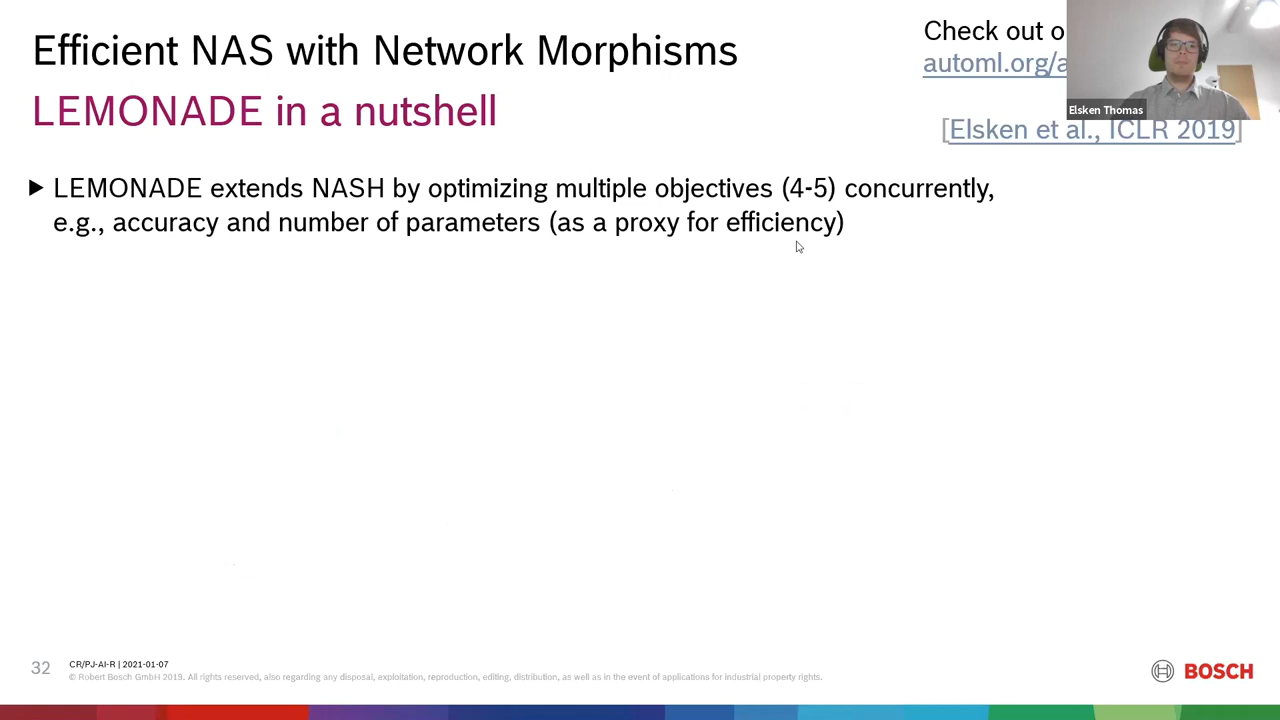 Efficient NAS with Network Morphisms
LEMONADE in a nutshell
Check out o
automl.org/a
Elsken Thomas
[Elsken et al., ICLR 2019]
LEMONADE extends NASH by optimizing multiple objectives (4-5) concurrently,
e.g., accuracy and number of parameters (as a proxy for efficiency)
32
CR/PJ-AI-R | 2021-01-07
© Robert Bosch GmbH 2019. All rights reserved, also regarding any disposal, exploitation, reproduction, editing, distribution, as well as in the event of applications for industrial property rights.
BOSCH